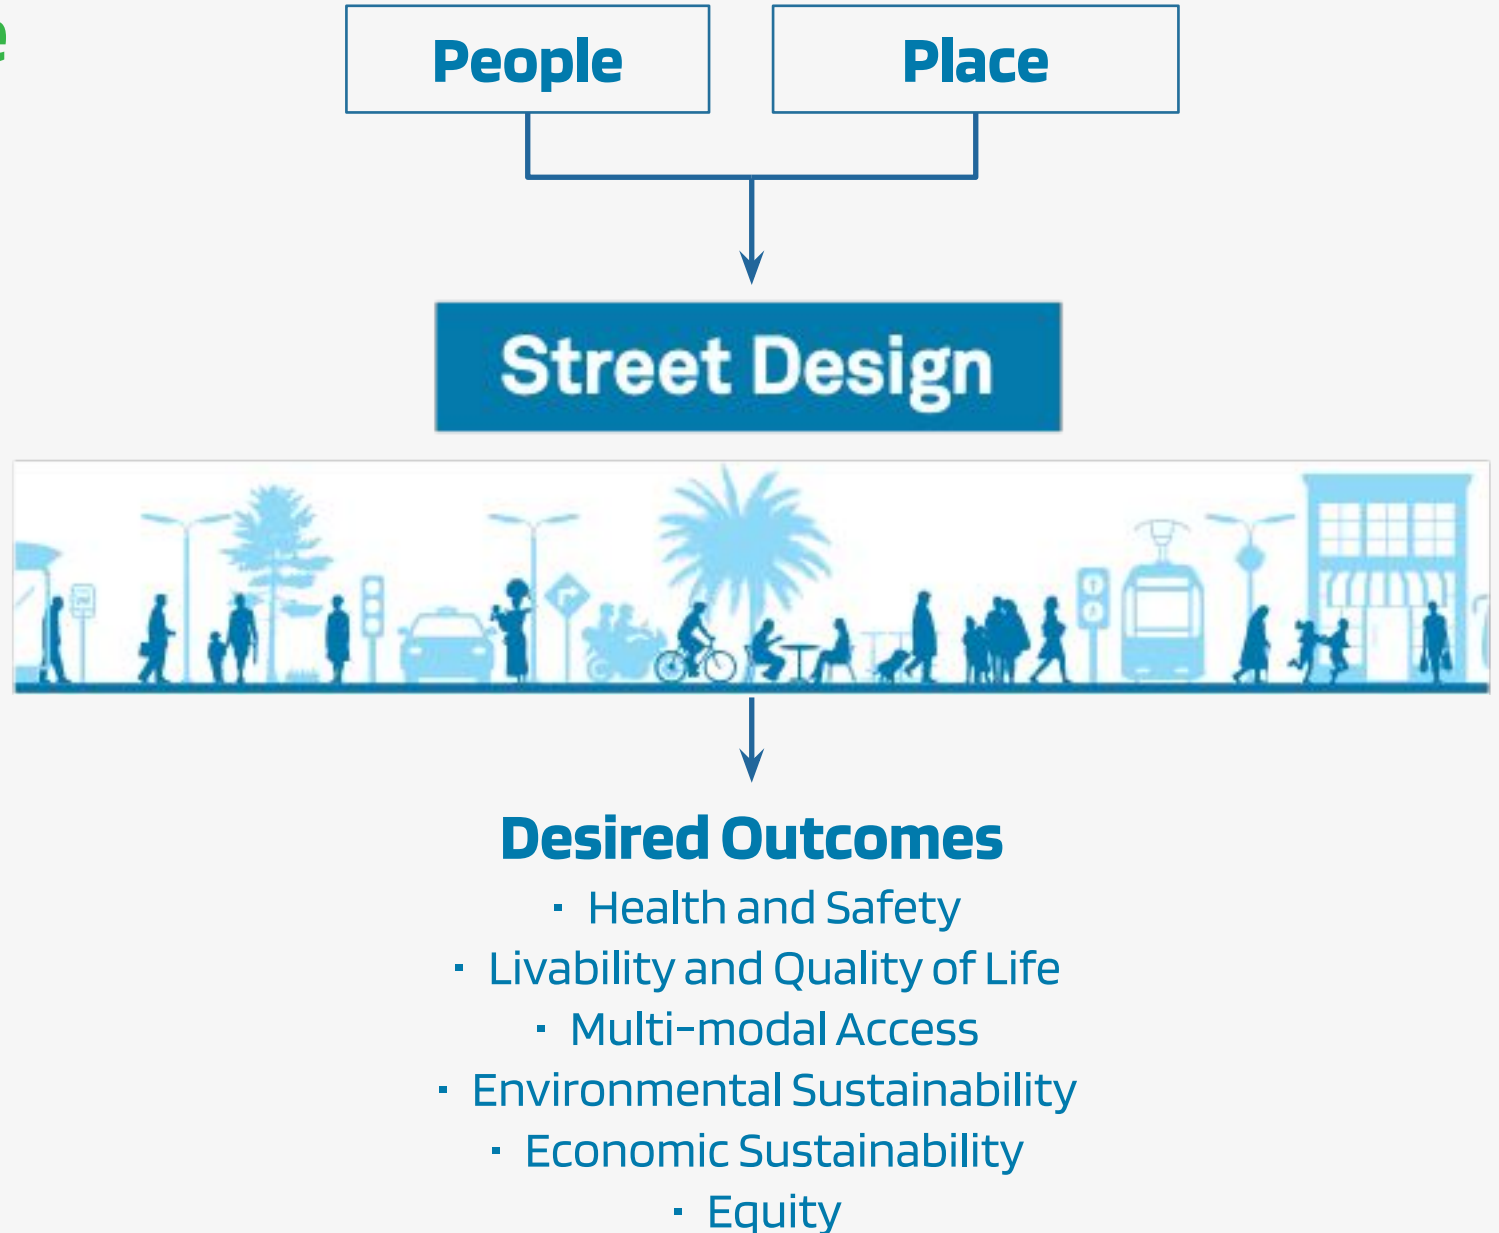 People
Place
Street Design
Desired Outcomes
▪ Health and Safety
▪ Livability and Quality of Life
▪ Multi-modal Access
▪ Environmental Sustainability
▪ Economic Sustainability
▪ Equity